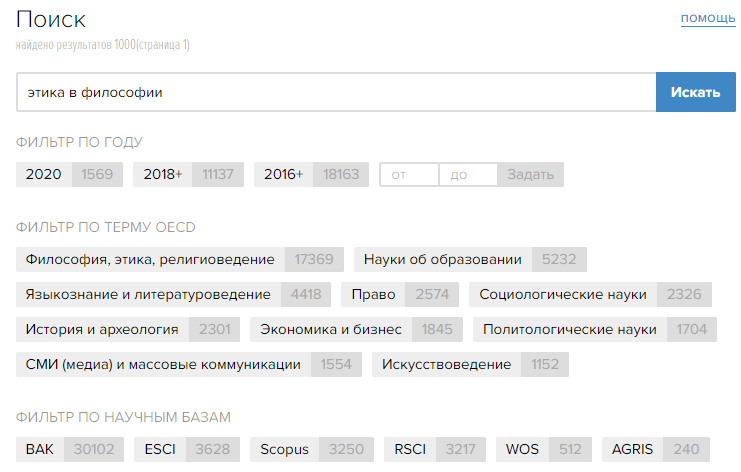 Поиск
помощь
найдено результатов 1000(страница 1)
этика в философии
Искать
ФИЛЬТР ПО ГОДУ
2020 1569 2018+ 11137 2016+ 18163 от до Задать
ФИЛЬТР ПО ТЕРМУ OECD
Философия, этика, религиоведение 17369 Науки об образовании 5232
Языкознание и литературоведение 4418 Право 2574 Социологические науки 2326
История и археология 2301 Экономика и бизнес 1845 Политологические науки 1704
СМИ (медиа) и массовые коммуникации 1554 Искусствоведение 1152
ФИЛЬТР ПО НАУЧНЫМ БАЗАМ
ВАК 30102 ESCI 3628 Scopus 3250 RSCI 3217 WOS 512 AGRIS 240